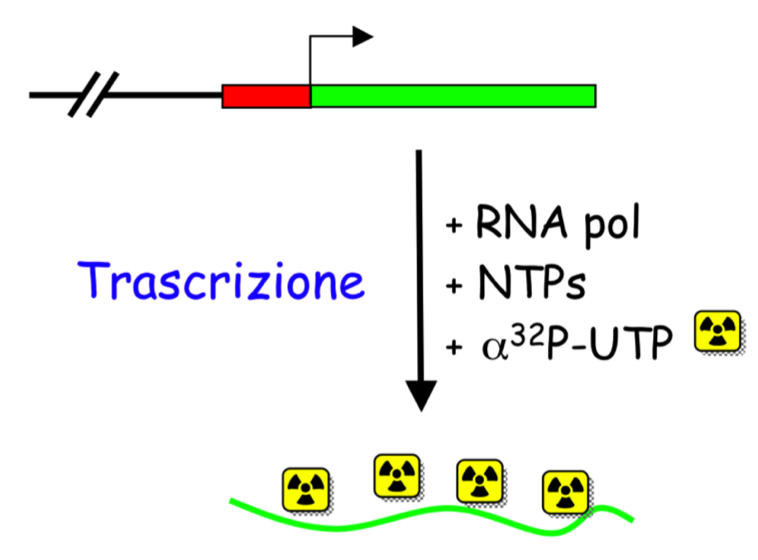 + RNA pol
Trascrizione
+ NTPs
+ α³²P-UTP